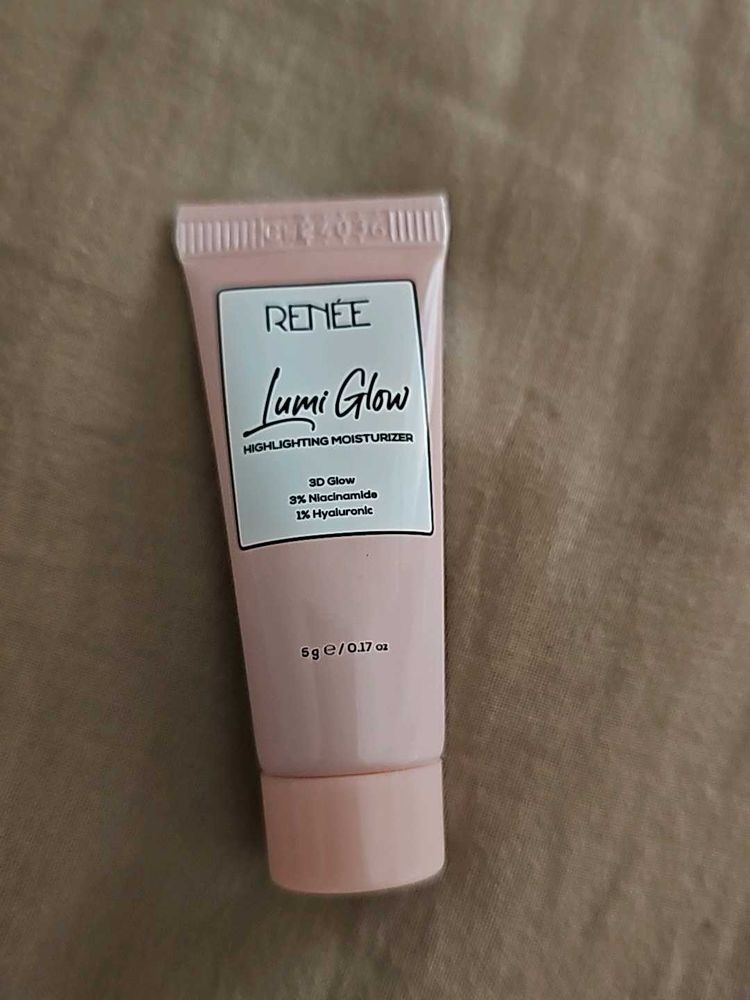 RENÉE
Lumi Glow
HIGHLIGHTING MOISTURIZER
3D Glow
3% Niacinamide
1% Hyaluronic
5g ℮ / 0.17 oz